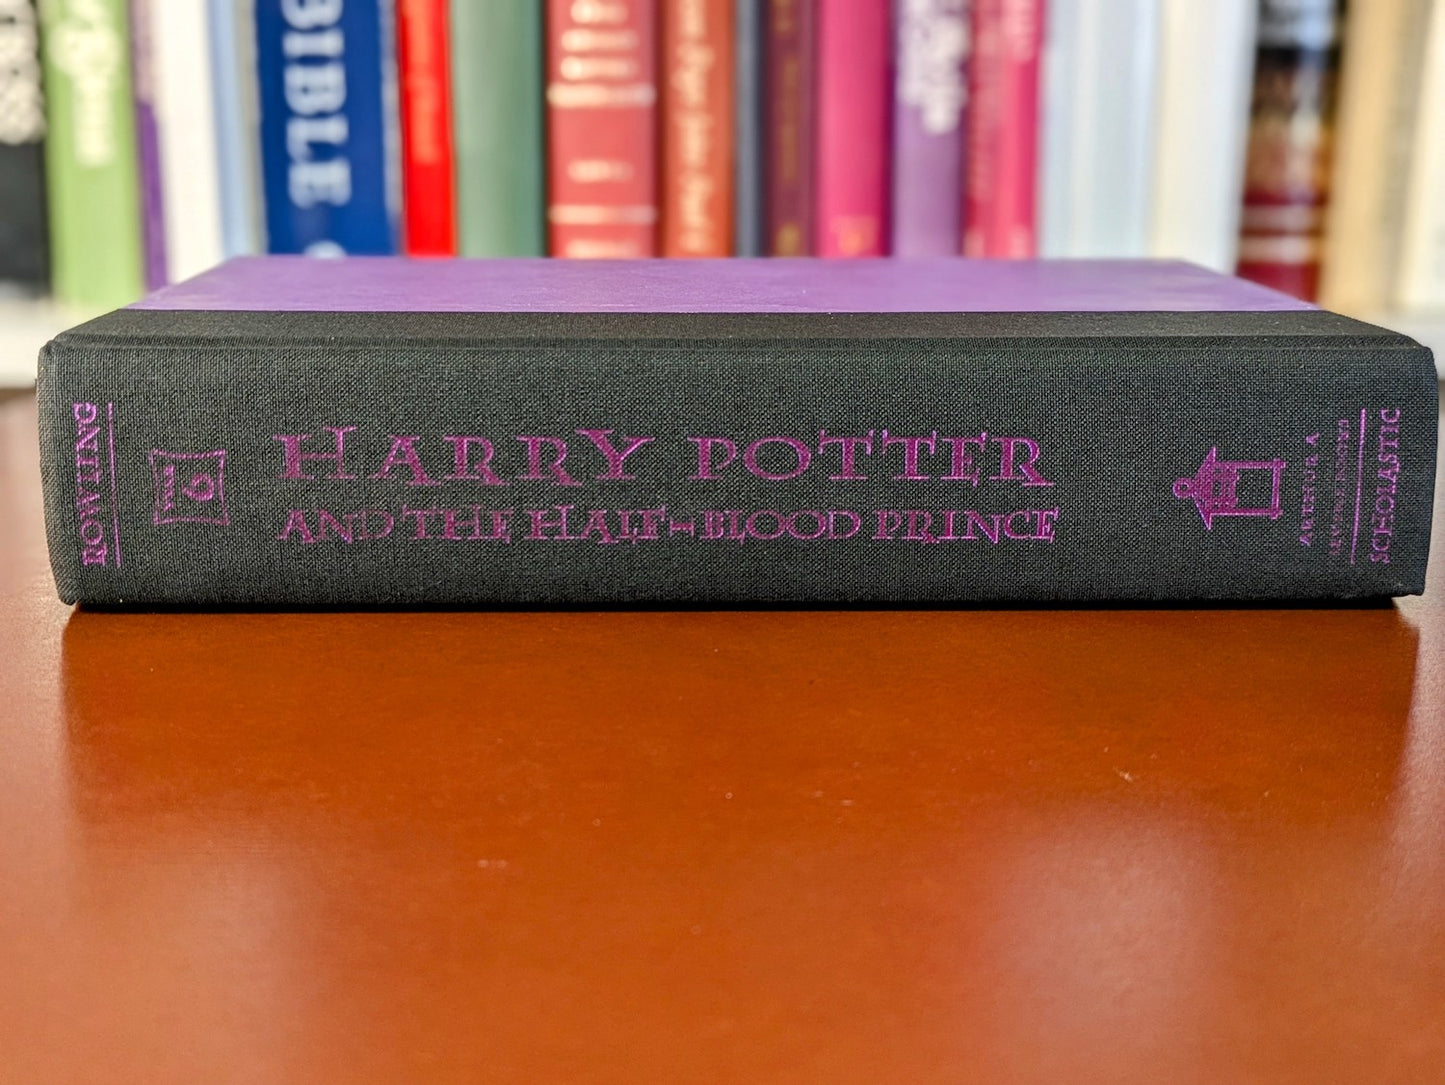 BIBLE
ROWLING
YEAR
6
HARRY POTTER
AND THE HALF-BLOOD PRINCE
ARTHUR A
LEVINE BOOKS
SCHOLASTIC